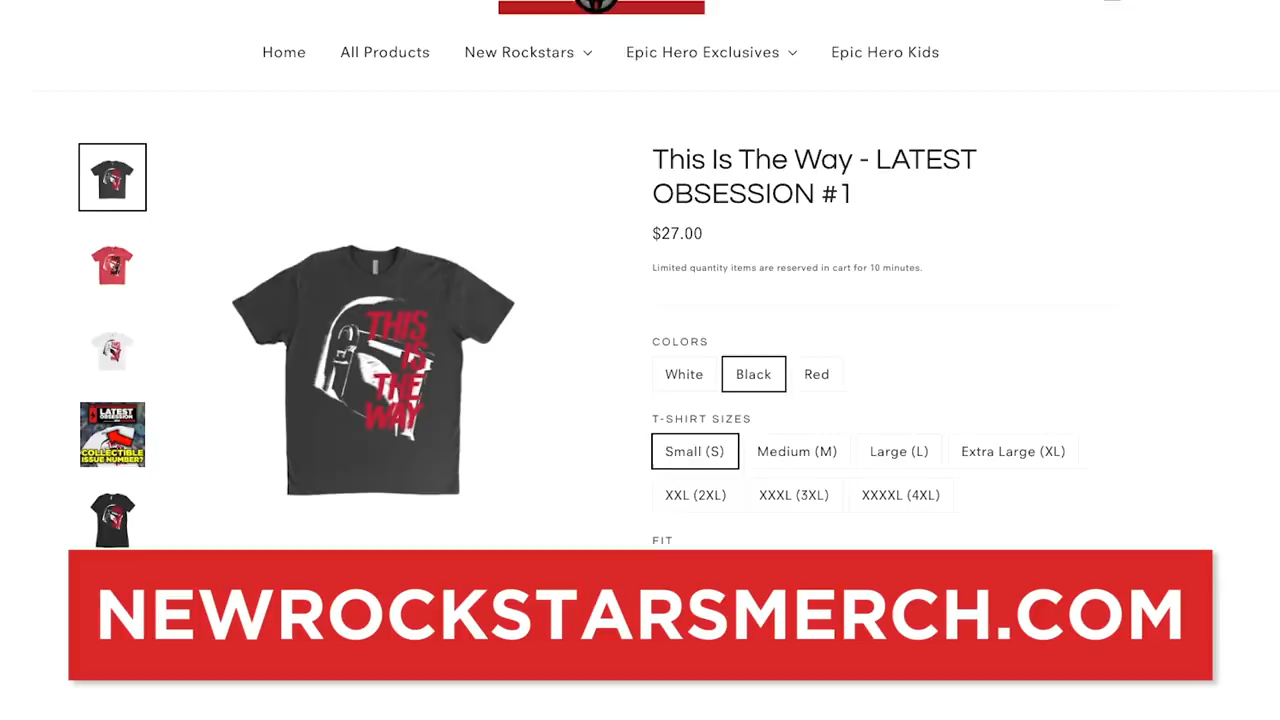 Home
All Products
New Rockstars
Epic Hero Exclusives
Epic Hero Kids
This Is The Way - LATEST
OBSESSION #1
$27.00
Limited quantity items are reserved in cart for 10 minutes.
COLORS
White
Black
Red
T-SHIRT SIZES
Small (S)
Medium (M)
Large (L)
Extra Large (XL)
XXL (2XL)
XXXL (3XL)
XXXXL (4XL)
FIT
THIS
IS
THE
WAY
LATEST
OBSESSION
COLLECTIBLE
ISSUE NUMBER?
NEWROCKSTARSMERCH.COM